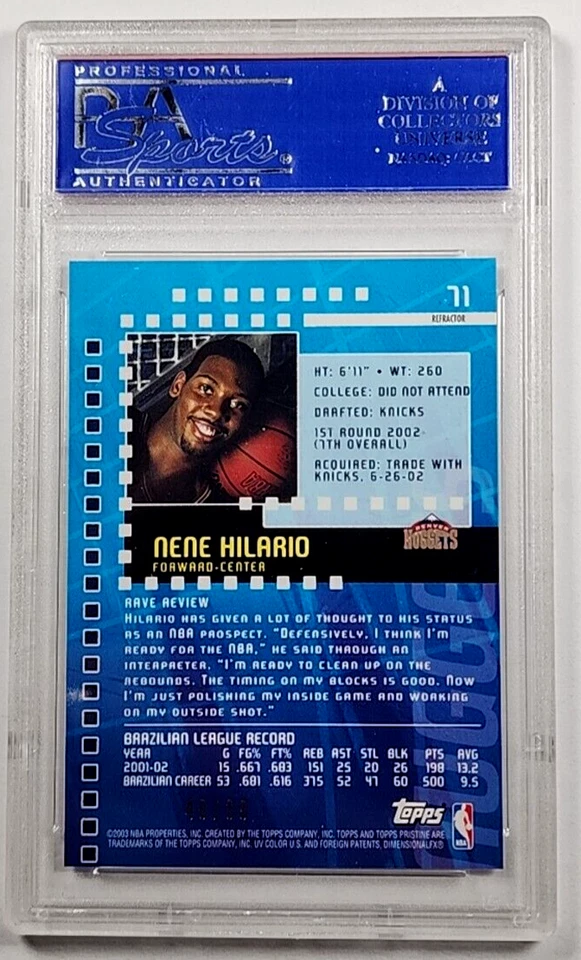 PROFESSIONAL
PSA
Sports®
AUTHENTICATOR
A
DIVISION OF
COLLECTORS
UNIVERSE
NASDAQ: CLCT
71
REFRACTOR
HT: 6'11" • WT: 260
COLLEGE: DID NOT ATTEND
DRAFTED: KNICKS
1ST ROUND 2002
(7TH OVERALL)
ACQUIRED: TRADE WITH
KNICKS, 6-26-02
DENVER
NUGGETS
NENE HILARIO
FORWARD-CENTER
RAVE REVIEW
HILARIO HAS GIVEN A LOT OF THOUGHT TO HIS STATUS
AS AN NBA PROSPECT. "DEFENSIVELY, I THINK I'M
READY FOR THE NBA," HE SAID THROUGH AN
INTERPRETER. "I'M READY TO CLEAN UP ON THE
REBOUNDS. THE TIMING ON MY BLOCKS IS GOOD. NOW
I'M JUST POLISHING MY INSIDE GAME AND WORKING
ON MY OUTSIDE SHOT."
BRAZILIAN LEAGUE RECORD
YEAR G FG% FT% REB AST STL BLK PTS AVG
2001-02 15 .667 .683 151 25 20 26 198 13.2
BRAZILIAN CAREER 53 .681 .616 375 52 47 60 500 9.5
topps
NBA
©2003 NBA PROPERTIES, INC. CREATED BY THE TOPPS COMPANY, INC. TOPPS AND TOPPS PRISTINE ARE
TRADEMARKS OF THE TOPPS COMPANY, INC. UV COLOR U.S. AND FOREIGN PATENTS, DIMENSIONALFX®
NUGGETS